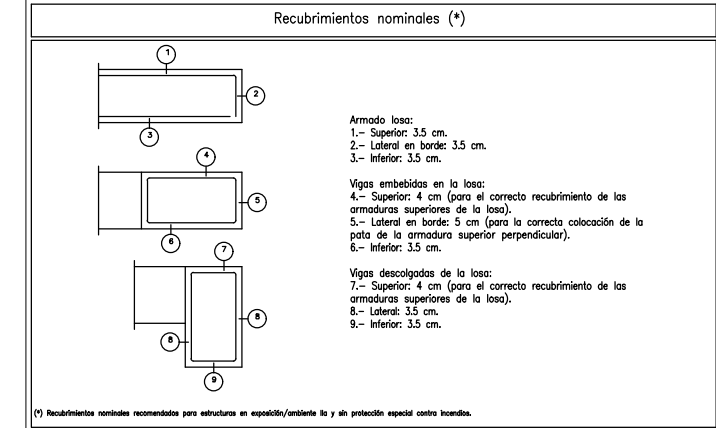 Recubrimientos nominales (*)
1
2
3
4
5
6
7
8
8
9
Armado losa:
1.- Superior: 3.5 cm.
2.- Lateral en borde: 3.5 cm.
3.- Inferior: 3.5 cm.
Vigas embebidas en la losa:
4.- Superior: 4 cm (para el correcto recubrimiento de las
armaduras superiores de la losa).
5.- Lateral en borde: 5 cm (para la correcta colocación de la
pata de la armadura superior perpendicular).
6.- Inferior: 3.5 cm.
Vigas descolgadas de la losa:
7.- Superior: 4 cm (para el correcto recubrimiento de las
armaduras superiores de la losa).
8.- Lateral: 3.5 cm.
9.- Inferior: 3.5 cm.
(*) Recubrimientos nominales recomendados para estructuras en exposición/ambiente IIa y sin protección especial contra incendios.